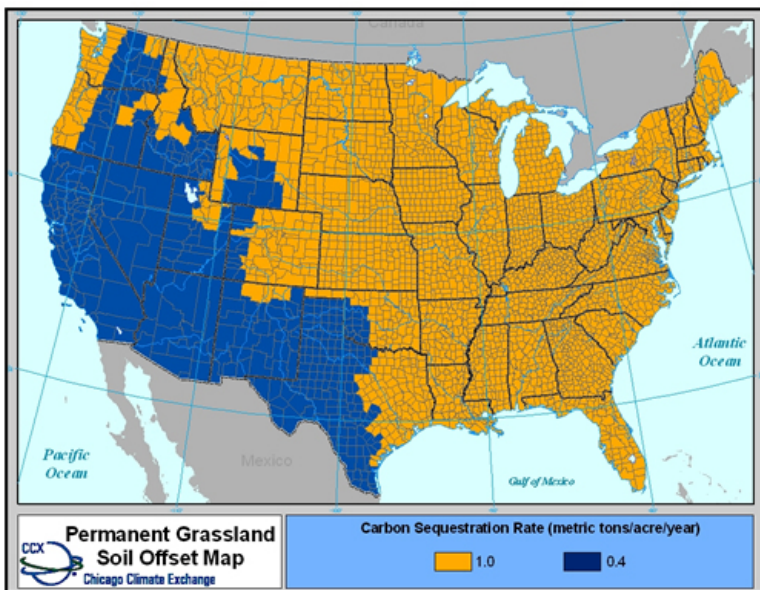 Canada
Atlantic
Ocean
Pacific
Ocean
Mexico
Gulf of Mexico
CCX
Permanent Grassland
Soil Offset Map
Chicago Climate Exchange
Carbon Sequestration Rate (metric tons/acre/year)
1.0
0.4